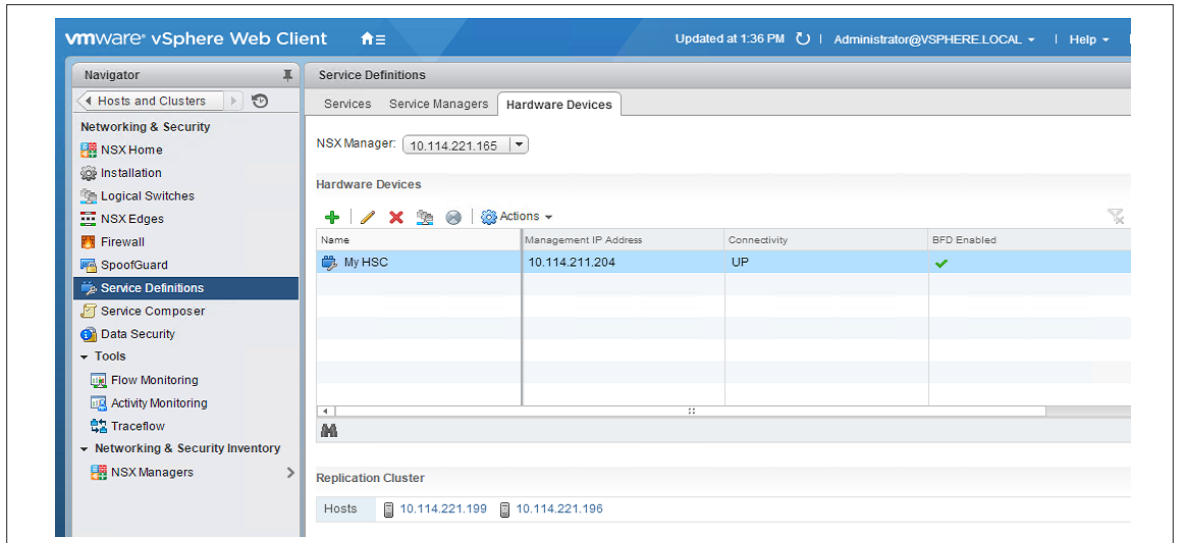 vmware® vSphere Web Client
Updated at 1:36 PM | Administrator@VSPHERE.LOCAL | Help
Navigator
Hosts and Clusters
Networking & Security
NSX Home
Installation
Logical Switches
NSX Edges
Firewall
SpoofGuard
Service Definitions
Service Composer
Data Security
Tools
Flow Monitoring
Activity Monitoring
Traceflow
Networking & Security Inventory
NSX Managers
Service Definitions
Services Service Managers Hardware Devices
NSX Manager: 10.114.221.165
Hardware Devices
Actions
Name Management IP Address Connectivity BFD Enabled
My HSC 10.114.211.204 UP
Replication Cluster
Hosts 10.114.221.199 10.114.221.196